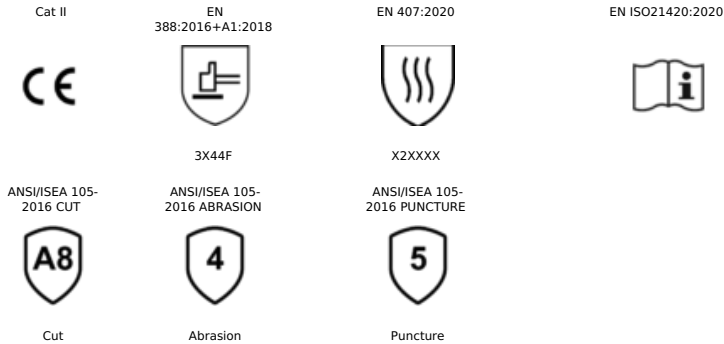 Cat II
EN
388:2016+A1:2018
EN 407:2020
EN ISO21420:2020
CE
i
3X44F
X2XXXX
ANSI/ISEA 105-
2016 CUT
ANSI/ISEA 105-
2016 ABRASION
ANSI/ISEA 105-
2016 PUNCTURE
A8
4
5
Cut
Abrasion
Puncture